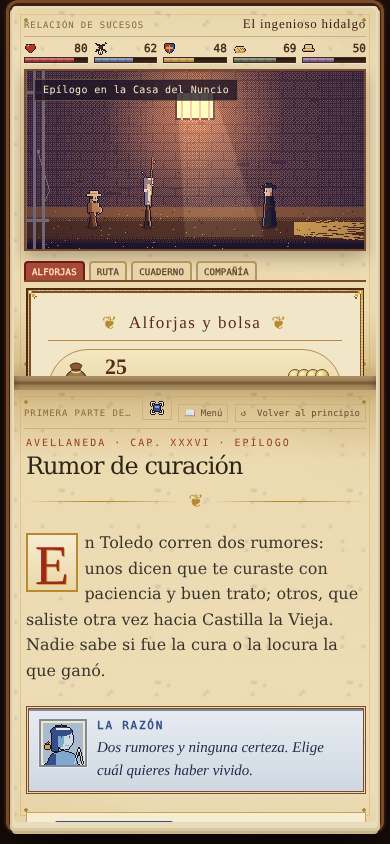 RELACIÓN DE SUCESOS
El ingenioso hidalgo
80 62 48 69 50
Epílogo en la Casa del Nuncio
ALFORJAS RUTA CUADERNO COMPAÑÍA
Alforjas y bolsa
25
PRIMERA PARTE DE…
Menú
Volver al principio
AVELLANEDA · CAP. XXXVI · EPÍLOGO
Rumor de curación
En Toledo corren dos rumores:
unos dicen que te curaste con
paciencia y buen trato; otros, que
saliste otra vez hacia Castilla la Vieja.
Nadie sabe si fue la cura o la locura la
que ganó.
LA RAZÓN
Dos rumores y ninguna certeza. Elige
cuál quieres haber vivido.